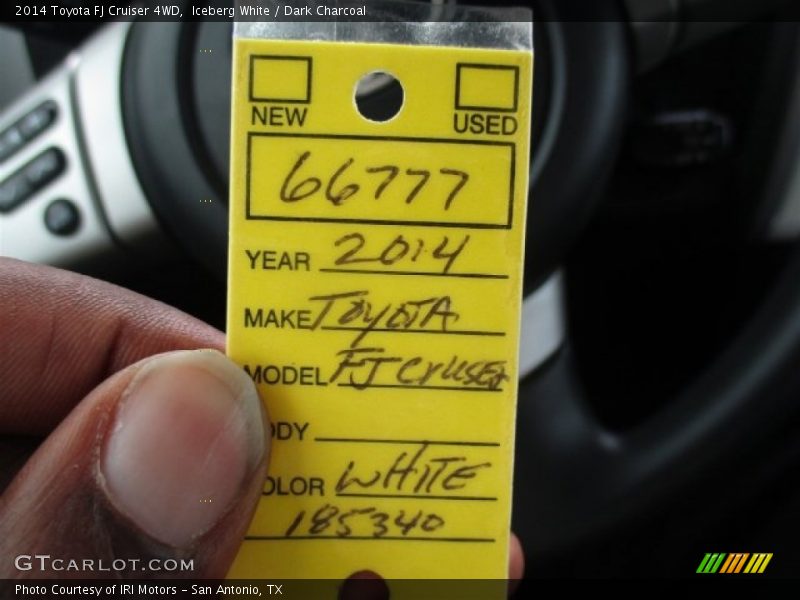 2014 Toyota FJ Cruiser 4WD, Iceberg White / Dark Charcoal
NEW USED
66777
YEAR 2014
MAKE TOYOTA
MODEL FJ Cruser
ODY
OLOR WHITE
185340
GTCARLOT.COM
Photo Courtesy of IRI Motors - San Antonio, TX